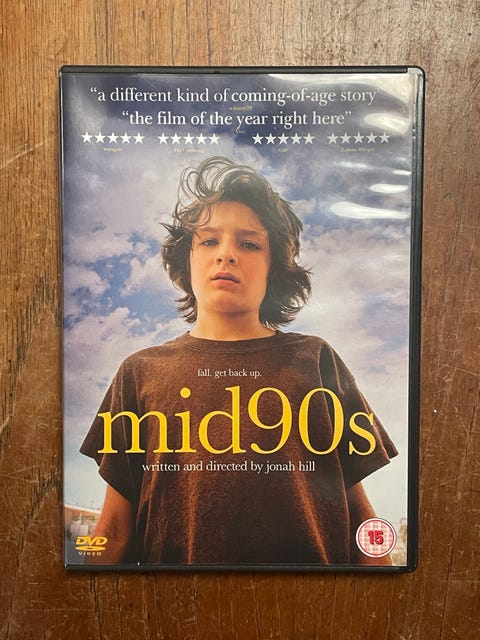 “a different kind of coming-of-age story”
refinery29
“the film of the year right here”
fall. get back up.
mid90s
written and directed by jonah hill
DVD
VIDEO
15